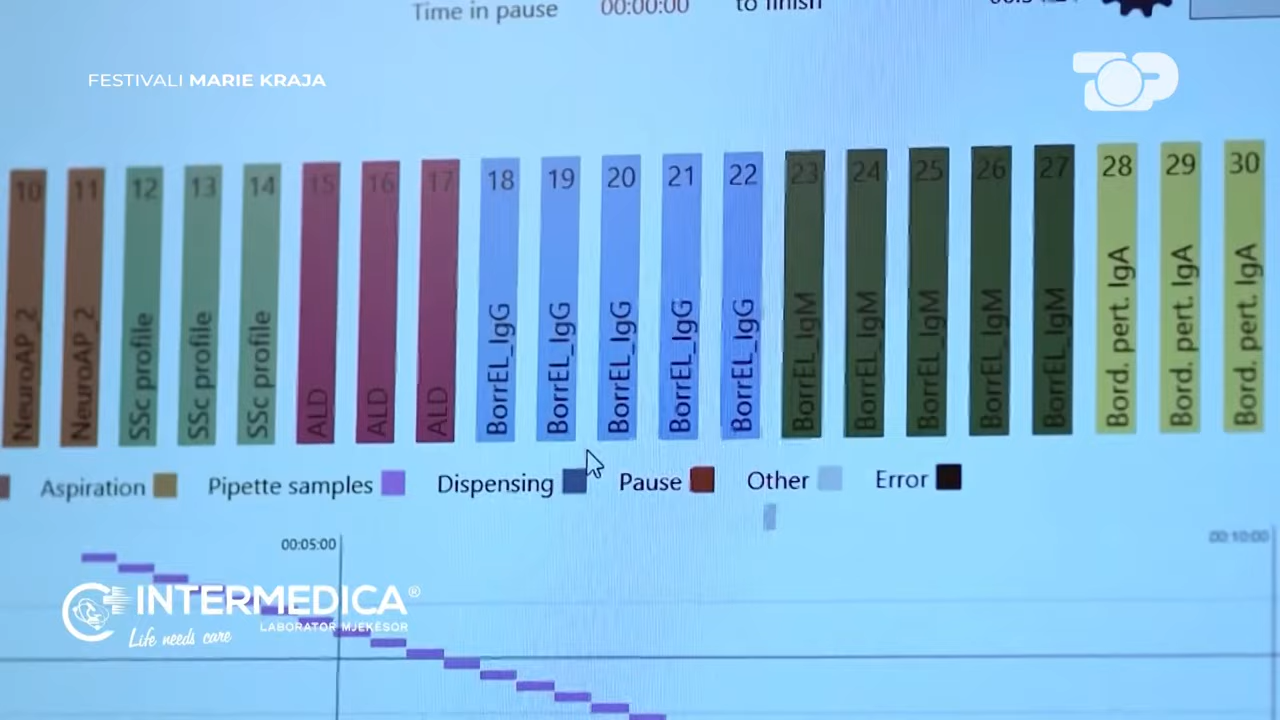 Time in pause 00:00:00 to finish
FESTIVALI MARIE KRAJA
TOP
10 11 12 13 14 15 16 17 18 19 20 21 22 23 24 25 26 27 28 29 30
NeuroAP_2 NeuroAP_2 SSc profile SSc profile SSc profile ALD ALD ALD BorrEL_IgG BorrEL_IgG BorrEL_IgG BorrEL_IgG BorrEL_IgG BorrEL_IgM BorrEL_IgM BorrEL_IgM BorrEL_IgM BorrEL_IgM Bord. pert. IgA Bord. pert. IgA Bord. pert. IgA
Aspiration Pipette samples Dispensing Pause Other Error
00:05:00 00:10:00
INTERMEDICA®
LABORATOR MJEKËSOR
Life needs care